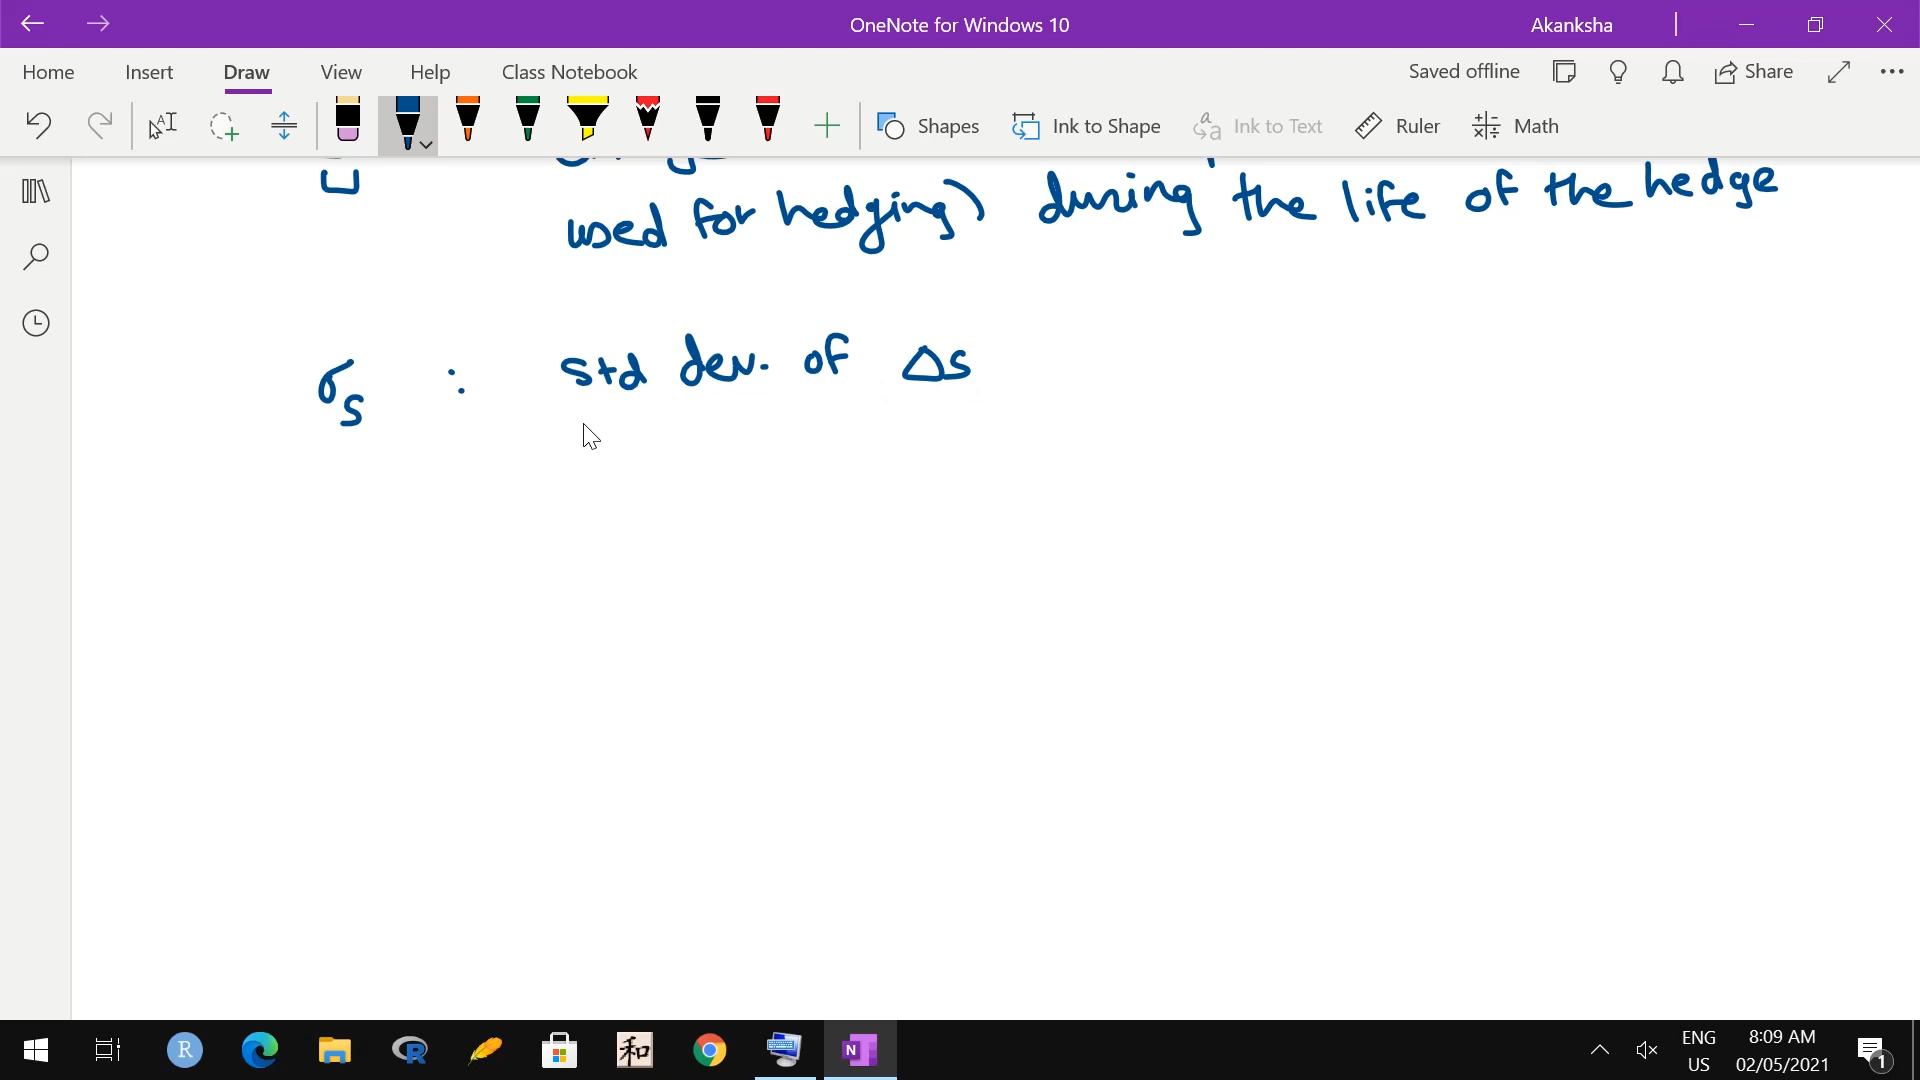 OneNote for Windows 10
Akanksha
Home Insert Draw View Help Class Notebook
Saved offline
Share
Shapes Ink to Shape Ink to Text Ruler Math
used for hedging) during the life of the hedge
σs : std dev. of Δs
ENG
US
8:09 AM
02/05/2021
1